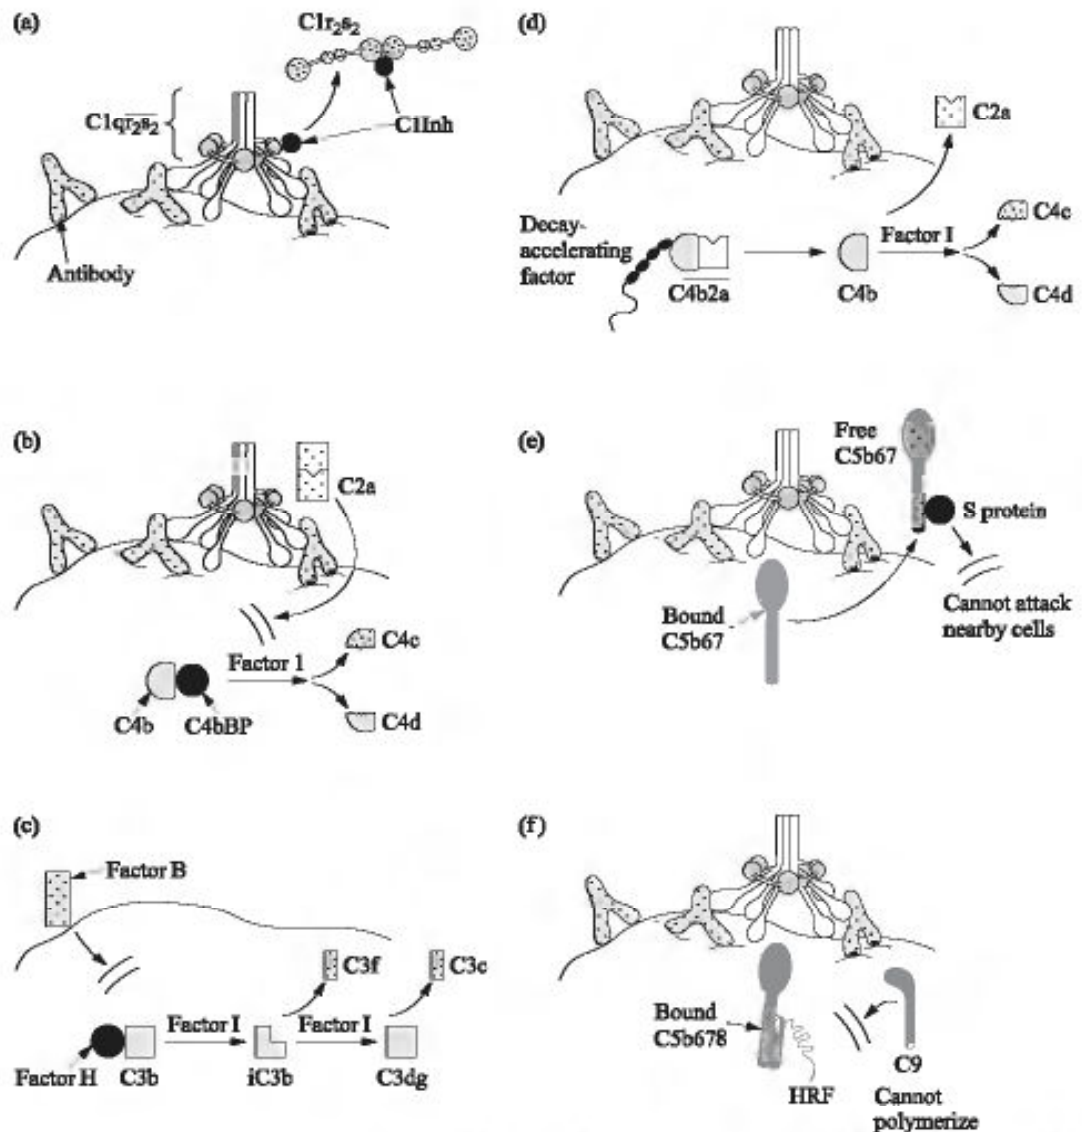 (a)
C1r₂s₂
C1qr₂s₂
C1Inh
Antibody
(b)
C2a
Factor 1
C4c
C4b
C4bBP
C4d
(c)
Factor B
C3f
C3c
Factor I
Factor I
Factor H
C3b
iC3b
C3dg
(d)
C2a
Decay-
accelerating
factor
Factor I
C4c
C4b2a
C4b
C4d
(e)
Free
C5b67
S protein
Bound
C5b67
Cannot attack
nearby cells
(f)
Bound
C5b678
HRF
C9
Cannot
polymerize